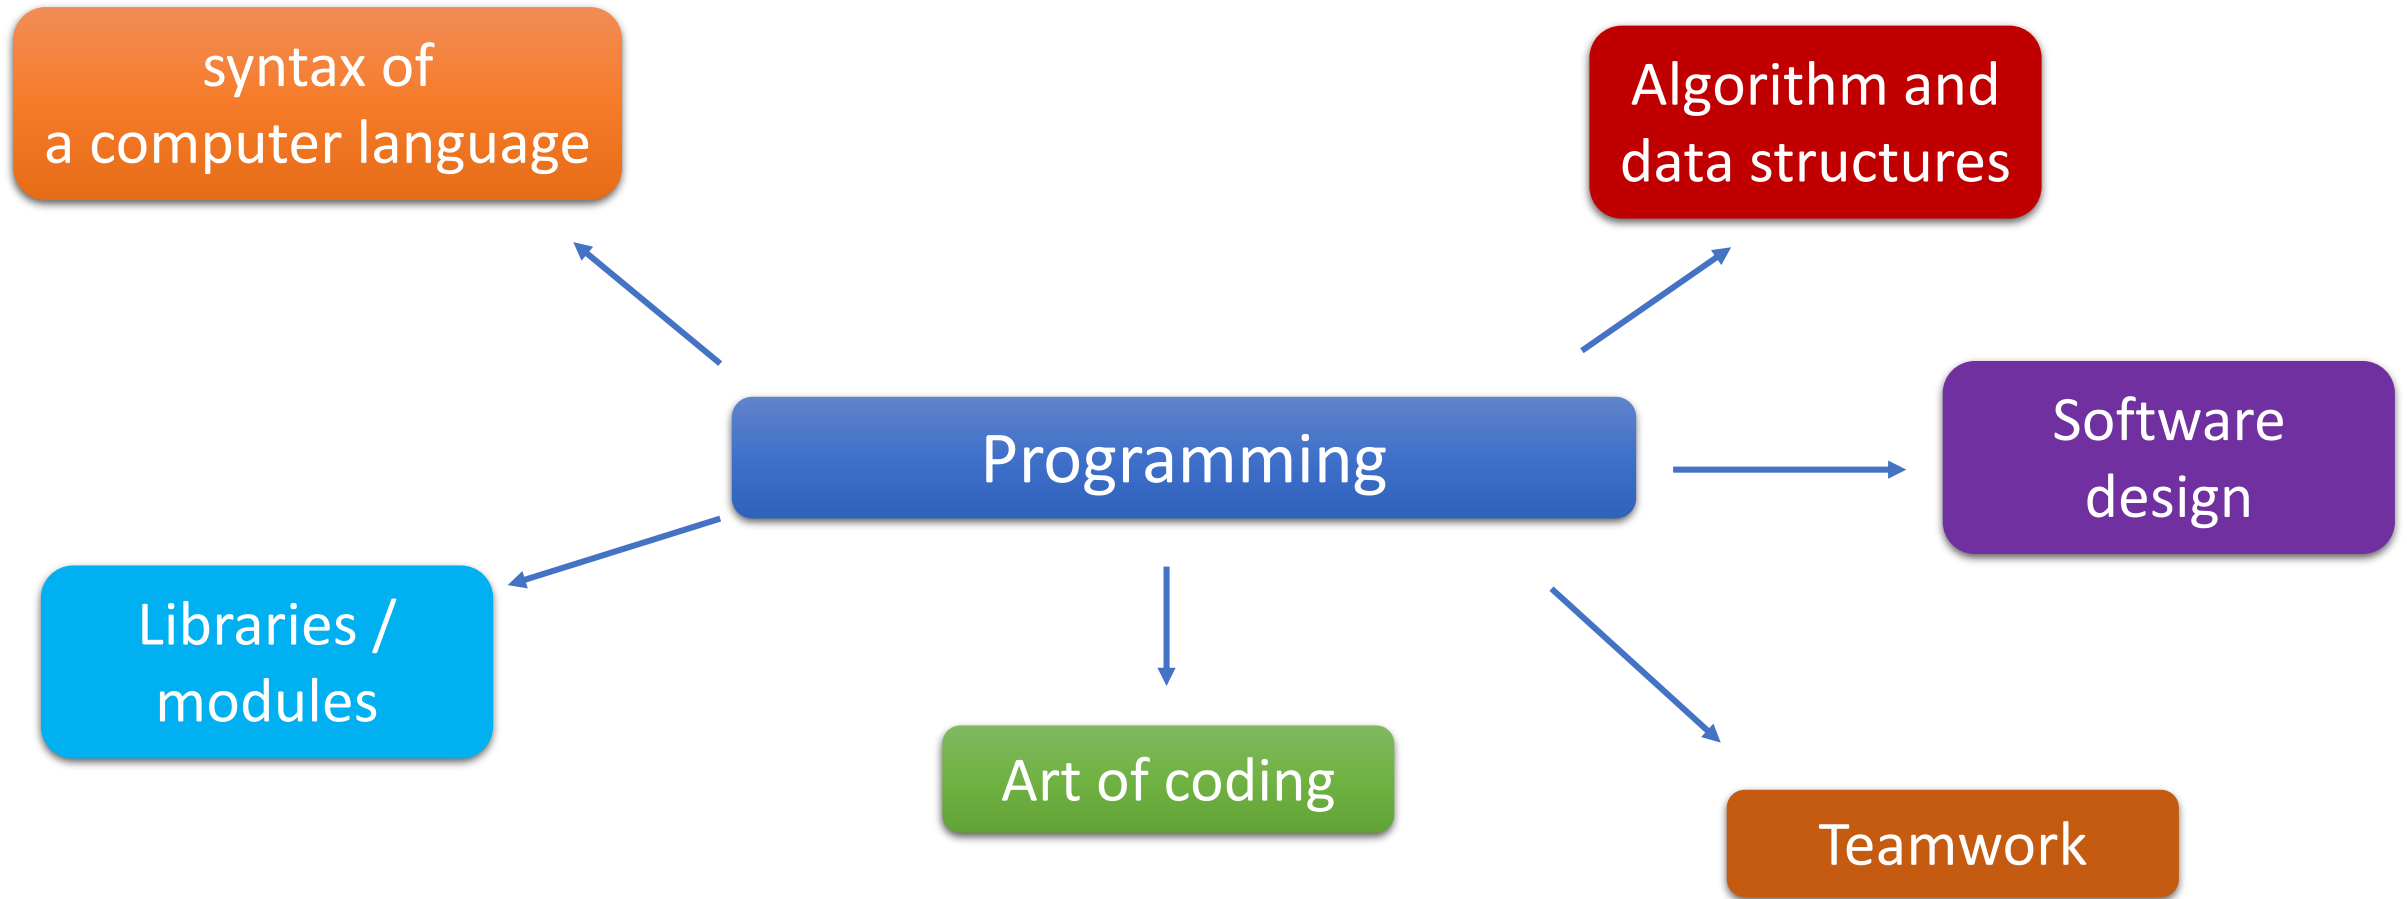 syntax of
a computer language
Algorithm and
data structures
Programming
Software
design
Libraries /
modules
Art of coding
Teamwork